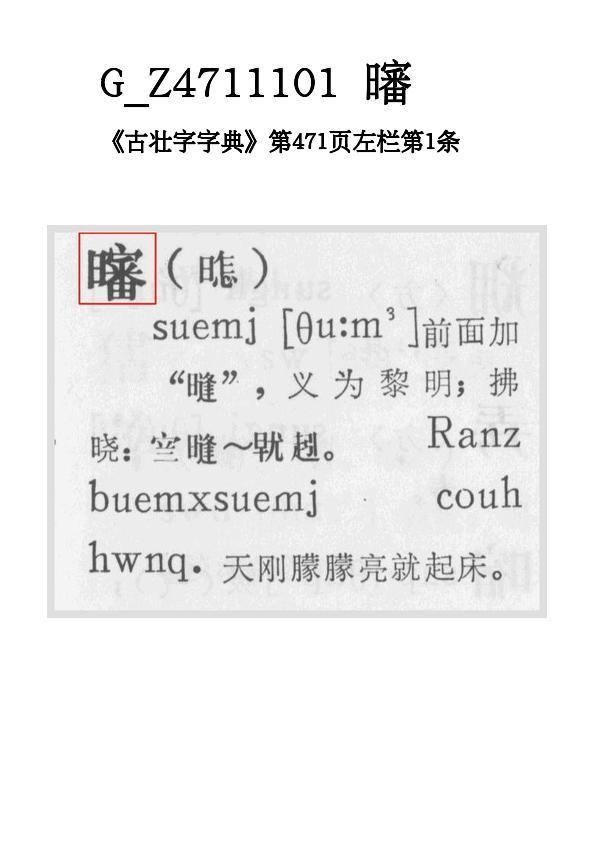 G_Z4711101
《古壮字字典》第471页左栏第1条
( )
suemj [θu:m³]前面加
“ ”，义为黎明；拂
晓： ～ 。 Ranz
buemxsuemj couh
hwnq. 天刚朦朦亮就起床。